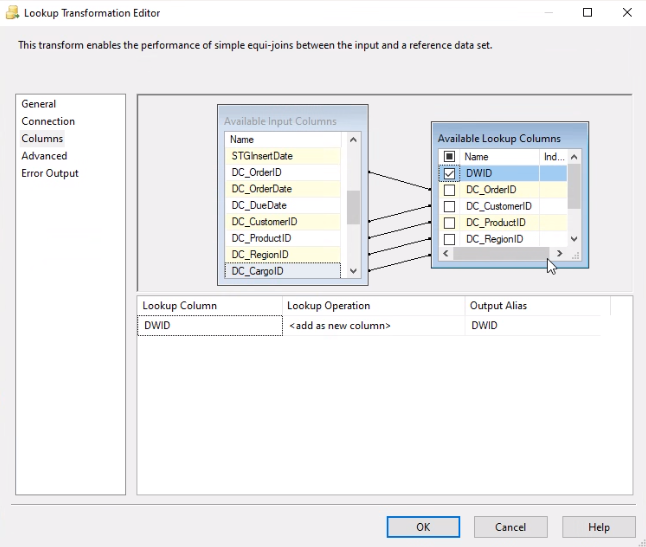 Lookup Transformation Editor
This transform enables the performance of simple equi-joins between the input and a reference data set.
General
Connection
Columns
Advanced
Error Output
Available Input Columns
Name
STGInsertDate
DC_OrderID
DC_OrderDate
DC_DueDate
DC_CustomerID
DC_ProductID
DC_RegionID
DC_CargoID
Available Lookup Columns
Name Ind...
DWID
DC_OrderID
DC_CustomerID
DC_ProductID
DC_RegionID
Lookup Column Lookup Operation Output Alias
DWID <add as new column> DWID
OK Cancel Help